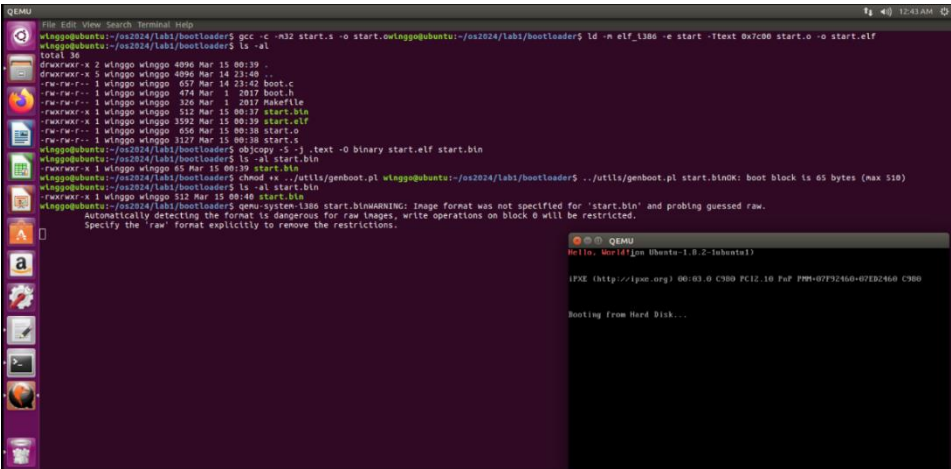 QEMU
12:43 AM
File Edit View Search Terminal Help
winggo@ubuntu:~/os2024/lab1/bootloader$ gcc -c -m32 start.s -o start.owinggo@ubuntu:~/os2024/lab1/bootloader$ ld -m elf_i386 -e start -Ttext 0x7c00 start.o -o start.elf
winggo@ubuntu:~/os2024/lab1/bootloader$ ls -al
total 36
drwxrwxr-x 2 winggo winggo 4096 Mar 15 00:39 .
drwxrwxr-x 5 winggo winggo 4096 Mar 14 23:40 ..
-rw-rw-r-- 1 winggo winggo 657 Mar 14 23:42 boot.c
-rw-rw-r-- 1 winggo winggo 474 Mar 1 2017 boot.h
-rw-rw-r-- 1 winggo winggo 326 Mar 1 2017 Makefile
-rwxrwxr-x 1 winggo winggo 512 Mar 15 00:37 start.bin
-rwxrwxr-x 1 winggo winggo 3592 Mar 15 00:39 start.elf
-rw-rw-r-- 1 winggo winggo 656 Mar 15 00:38 start.o
-rw-rw-r-- 1 winggo winggo 3127 Mar 15 00:38 start.s
winggo@ubuntu:~/os2024/lab1/bootloader$ objcopy -S -j .text -O binary start.elf start.bin
winggo@ubuntu:~/os2024/lab1/bootloader$ ls -al start.bin
-rwxrwxr-x 1 winggo winggo 65 Mar 15 00:39 start.bin
winggo@ubuntu:~/os2024/lab1/bootloader$ chmod +x ../utils/genboot.pl winggo@ubuntu:~/os2024/lab1/bootloader$ ../utils/genboot.pl start.binOK: boot block is 65 bytes (max 510)
winggo@ubuntu:~/os2024/lab1/bootloader$ ls -al start.bin
-rwxrwxr-x 1 winggo winggo 512 Mar 15 00:40 start.bin
winggo@ubuntu:~/os2024/lab1/bootloader$ qemu-system-i386 start.binWARNING: Image format was not specified for 'start.bin' and probing guessed raw.
Automatically detecting the format is dangerous for raw images, write operations on block 0 will be restricted.
Specify the 'raw' format explicitly to remove the restrictions.
QEMU
Hello, World!ion Ubuntu-1.8.2-1ubuntu1)
iPXE (http://ipxe.org) 00:03.0 C980 PCI2.10 PnP PMM+07F92460+07ED2460 C980
Booting from Hard Disk...